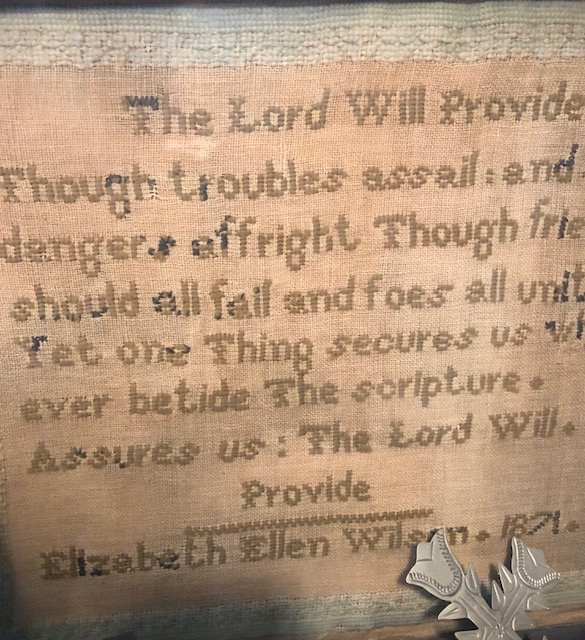 The Lord Will Provide
Though troubles assail : and
dangers affright Though frie
should all fail and foes all unit
Yet one Thing secures us w
ever betide The scripture .
Assures us : The Lord Will .
Provide
Elizabeth Ellen Wilson . 1871 .